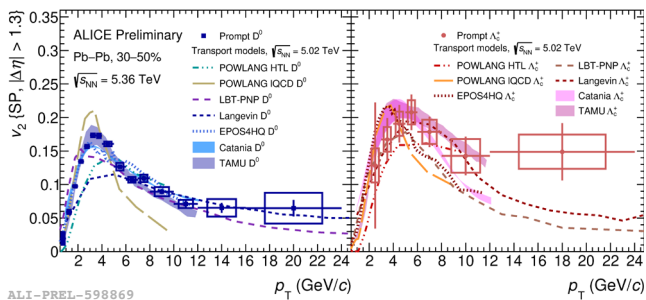 v₂ {SP, |Δη| > 1.3}
0.35
0.3
0.25
0.2
0.15
0.1
0.05
0
ALICE Preliminary
Pb–Pb, 30–50%
√sNN = 5.36 TeV
Prompt D⁰
Transport models, √sNN = 5.02 TeV
POWLANG HTL D⁰
POWLANG lQCD D⁰
LBT-PNP D⁰
Langevin D⁰
EPOS4HQ D⁰
Catania D⁰
TAMU D⁰
2 4 6 8 10 12 14 16 18 20 22 24
pT (GeV/c)
Prompt Λc⁺
Transport models, √sNN = 5.02 TeV
POWLANG HTL Λc⁺
POWLANG lQCD Λc⁺
EPOS4HQ Λc⁺
LBT-PNP Λc⁺
Langevin Λc⁺
Catania Λc⁺
TAMU Λc⁺
0 2 4 6 8 10 12 14 16 18 20 22 24
pT (GeV/c)
ALI-PREL-598869